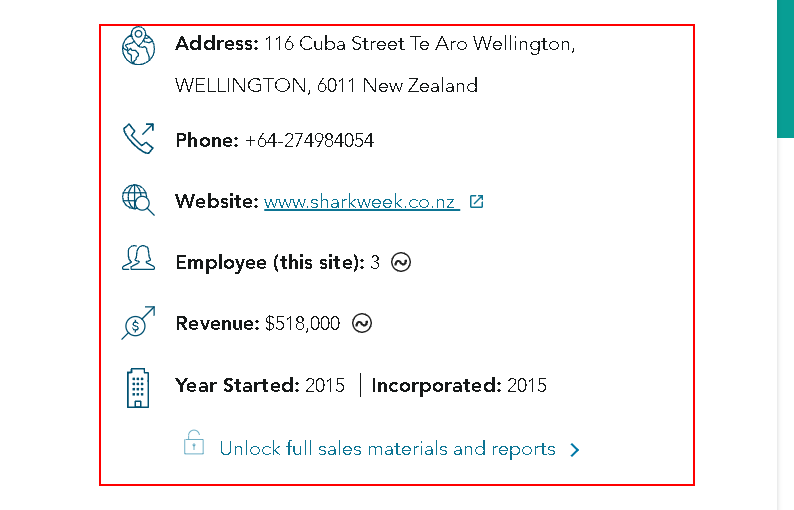 Address: 116 Cuba Street Te Aro Wellington,
WELLINGTON, 6011 New Zealand
Phone: +64-274984054
Website: www.sharkweek.co.nz
Employee (this site): 3
Revenue: $518,000
Year Started: 2015 | Incorporated: 2015
Unlock full sales materials and reports